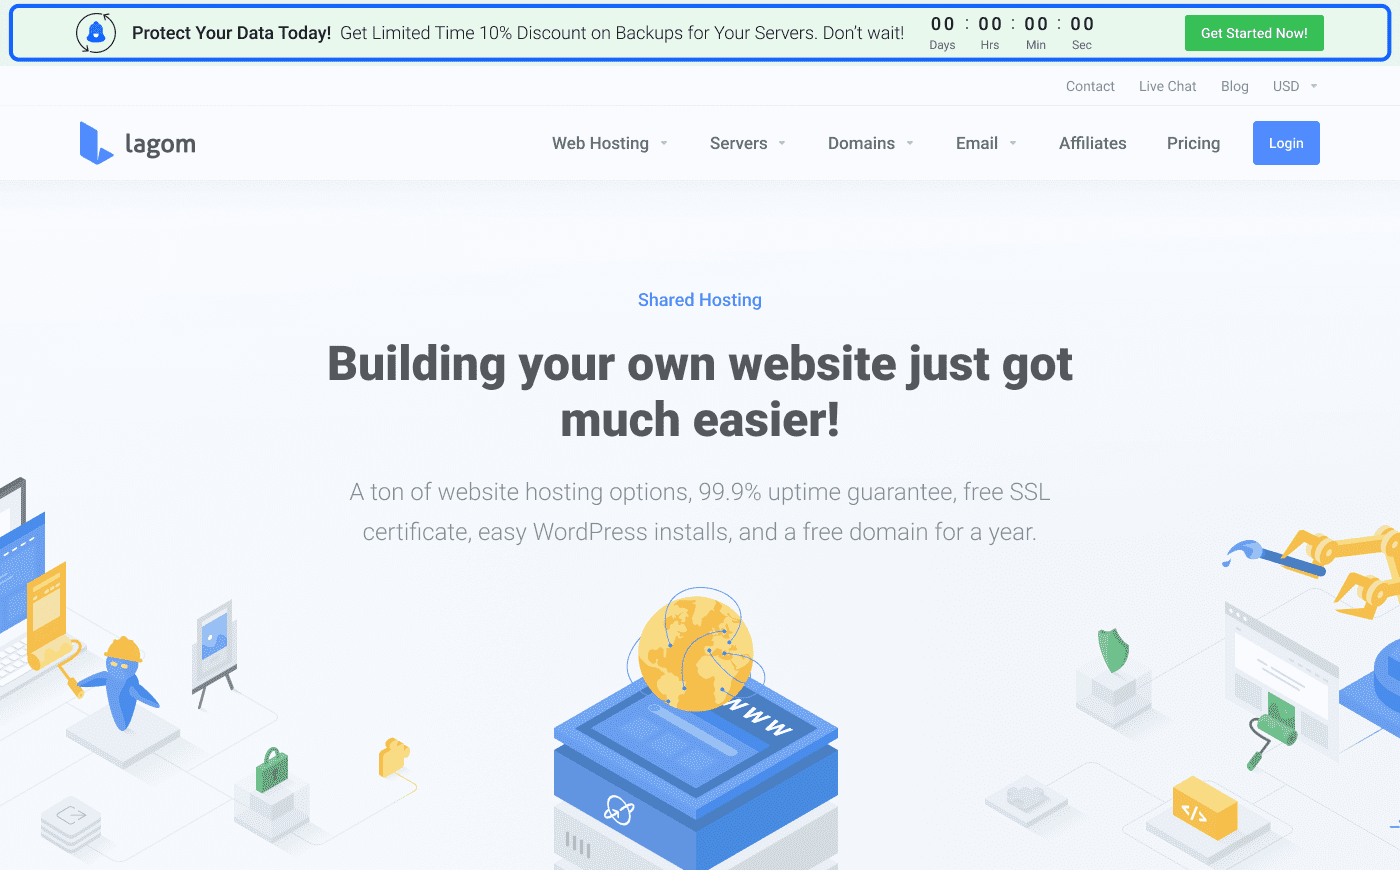 Protect Your Data Today! Get Limited Time 10% Discount on Backups for Your Servers. Don’t wait!
00 : 00 : 00 : 00
Days Hrs Min Sec
Get Started Now!
Contact Live Chat Blog USD
lagom
Web Hosting Servers Domains Email Affiliates Pricing Login
Shared Hosting
Building your own website just got
much easier!
A ton of website hosting options, 99.9% uptime guarantee, free SSL
certificate, easy WordPress installs, and a free domain for a year.
WWW
</>